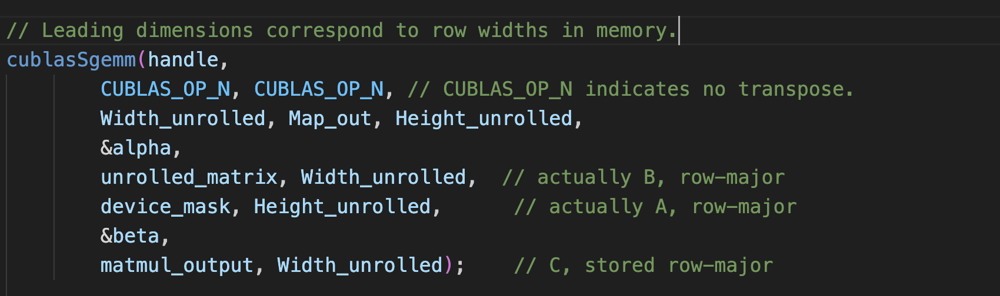 // Leading dimensions correspond to row widths in memory.
cublasSgemm(handle,
CUBLAS_OP_N, CUBLAS_OP_N, // CUBLAS_OP_N indicates no transpose.
Width_unrolled, Map_out, Height_unrolled,
&alpha,
unrolled_matrix, Width_unrolled,  // actually B, row-major
device_mask, Height_unrolled,      // actually A, row-major
&beta,
matmul_output, Width_unrolled);    // C, stored row-major